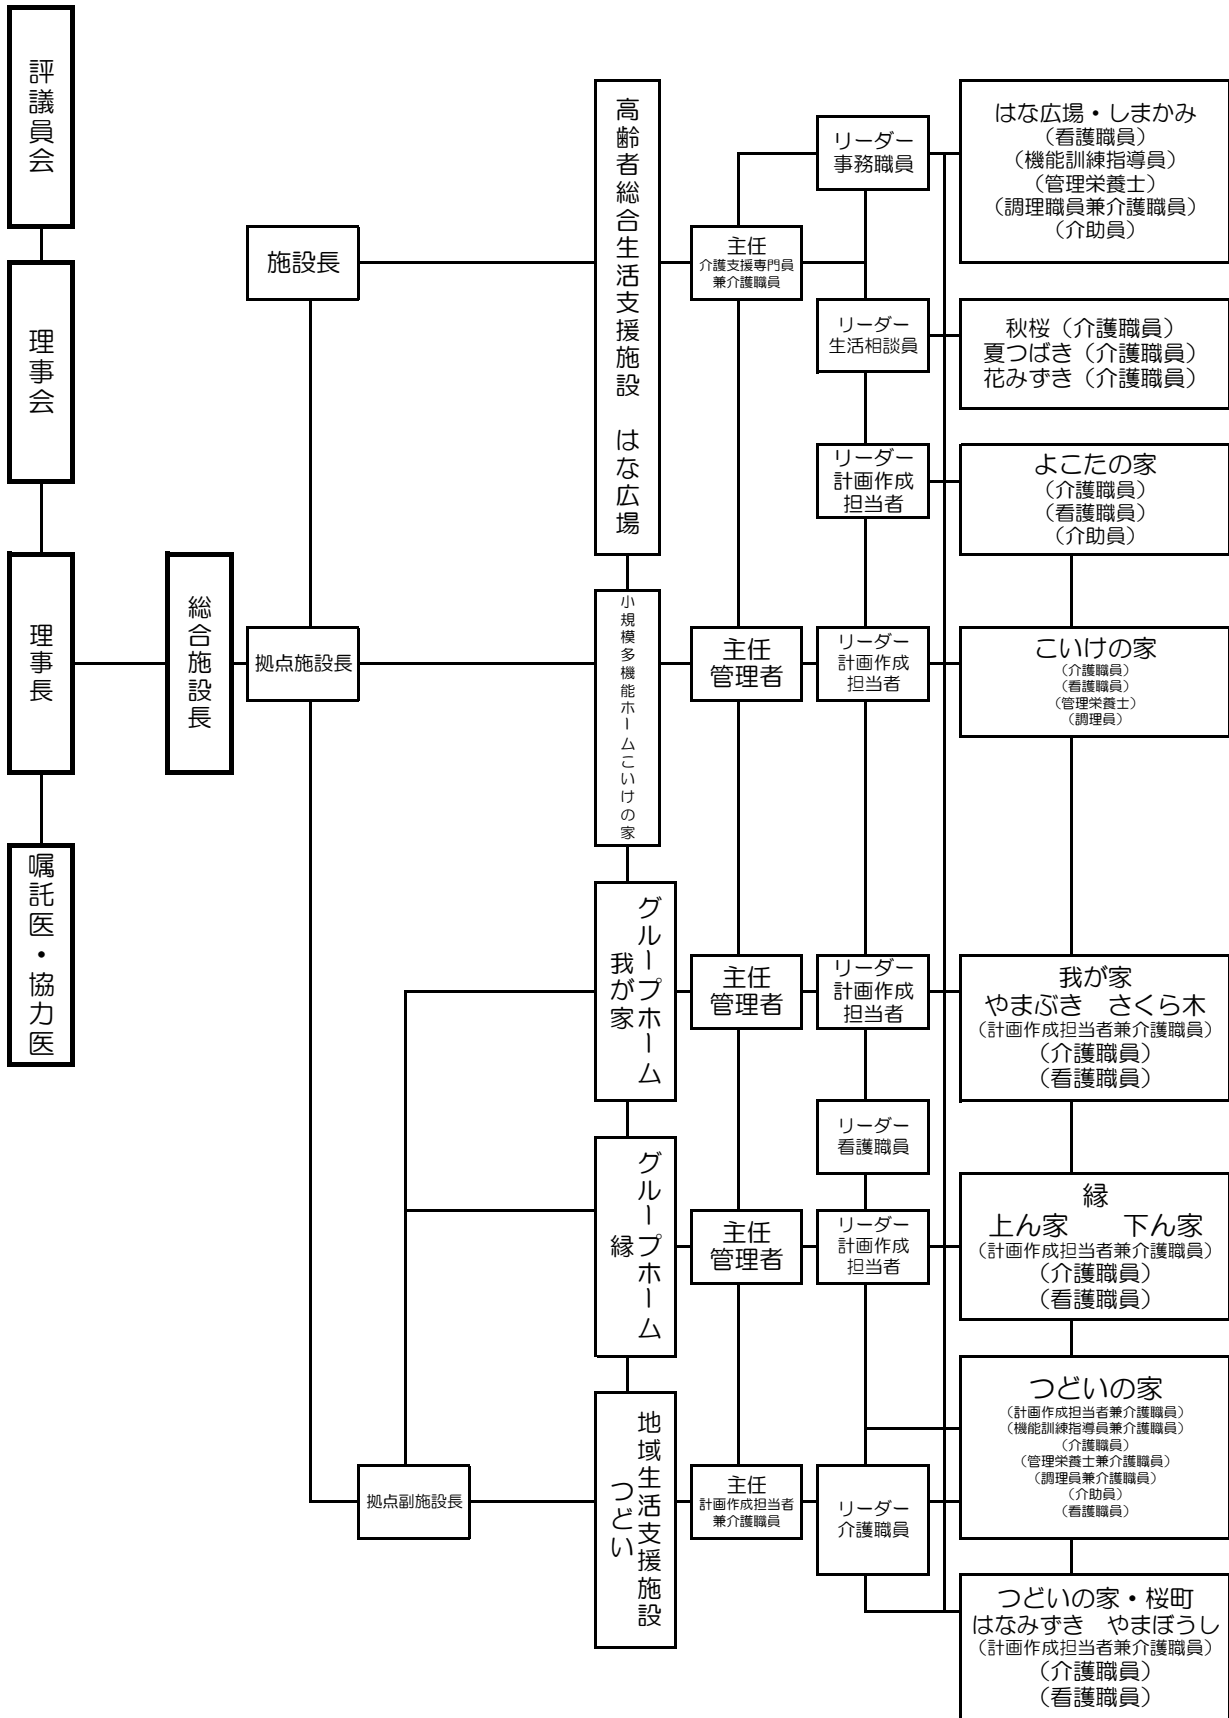 評議員会
理事会
理事長
嘱託医・協力医
総合施設長
施設長
拠点施設長
拠点副施設長
高齢者総合生活支援施設　はな広場
小規模多機能ホームこいけの家
グループホーム
我が家
グループホーム
縁
地域生活支援施設
つどい
主任
介護支援専門員
兼介護職員
主任
管理者
主任
管理者
主任
管理者
主任
計画作成担当者
兼介護職員
リーダー
事務職員
リーダー
生活相談員
リーダー
計画作成
担当者
リーダー
計画作成
担当者
リーダー
計画作成
担当者
リーダー
看護職員
リーダー
計画作成
担当者
リーダー
介護職員
はな広場・しまかみ
（看護職員）
（機能訓練指導員）
（管理栄養士）
（調理職員兼介護職員）
（介助員）
秋桜（介護職員）
夏つばき（介護職員）
花みずき（介護職員）
よこたの家
（介護職員）
（看護職員）
（介助員）
こいけの家
（介護職員）
（看護職員）
（管理栄養士）
（調理員）
我が家
やまぶき　さくら木
（計画作成担当者兼介護職員）
（介護職員）
（看護職員）
縁
上ん家　　下ん家
（計画作成担当者兼介護職員）
（介護職員）
（看護職員）
つどいの家
（計画作成担当者兼介護職員）
（機能訓練指導員兼介護職員）
（介護職員）
（管理栄養士兼介護職員）
（調理員兼介護職員）
（介助員）
（看護職員）
つどいの家・桜町
はなみずき　やまぼうし
（計画作成担当者兼介護職員）
（介護職員）
（看護職員）